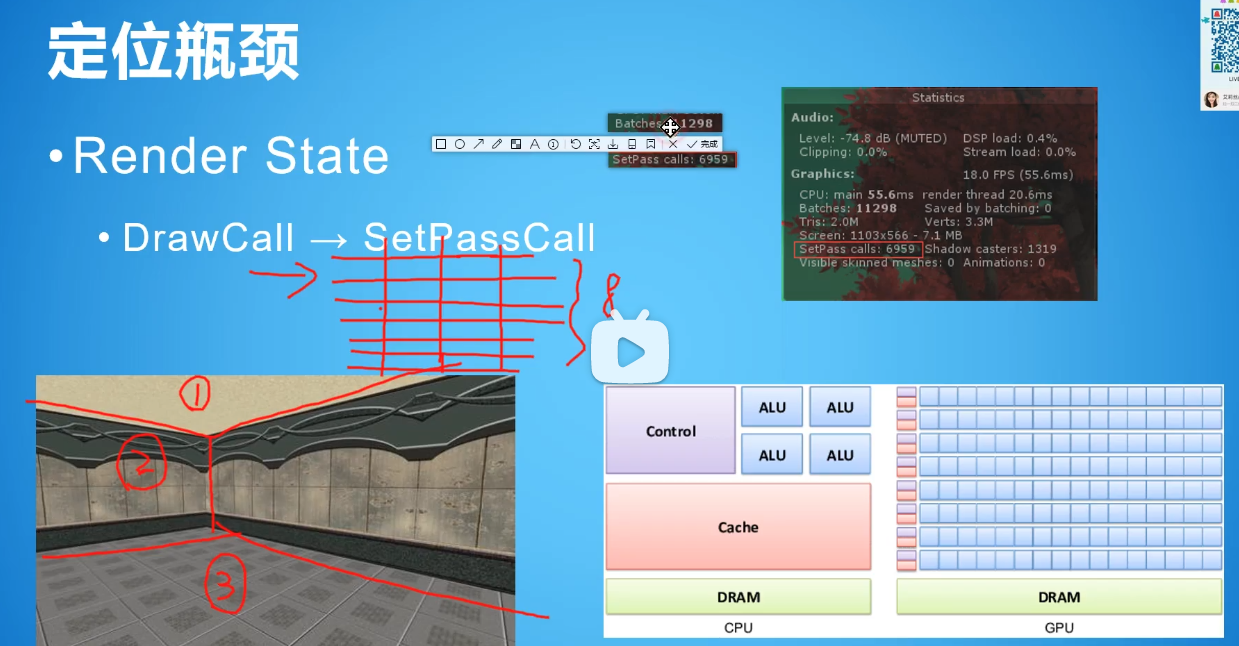 定位瓶颈
• Render State
• DrawCall → SetPassCall
Batches: 11298
完成
SetPass calls: 6959
Statistics
Audio:
Level: -74.8 dB (MUTED) DSP load: 0.4%
Clipping: 0.0% Stream load: 0.0%
Graphics: 18.0 FPS (55.6ms)
CPU: main 55.6ms render thread 20.6ms
Batches: 11298 Saved by batching: 0
Tris: 2.0M Verts: 3.3M
Screen: 1103x566 - 7.1 MB
SetPass calls: 6959 Shadow casters: 1319
Visible skinned meshes: 0 Animations: 0
8
①
②
③
Control
ALU ALU
ALU ALU
Cache
DRAM
CPU
DRAM
GPU